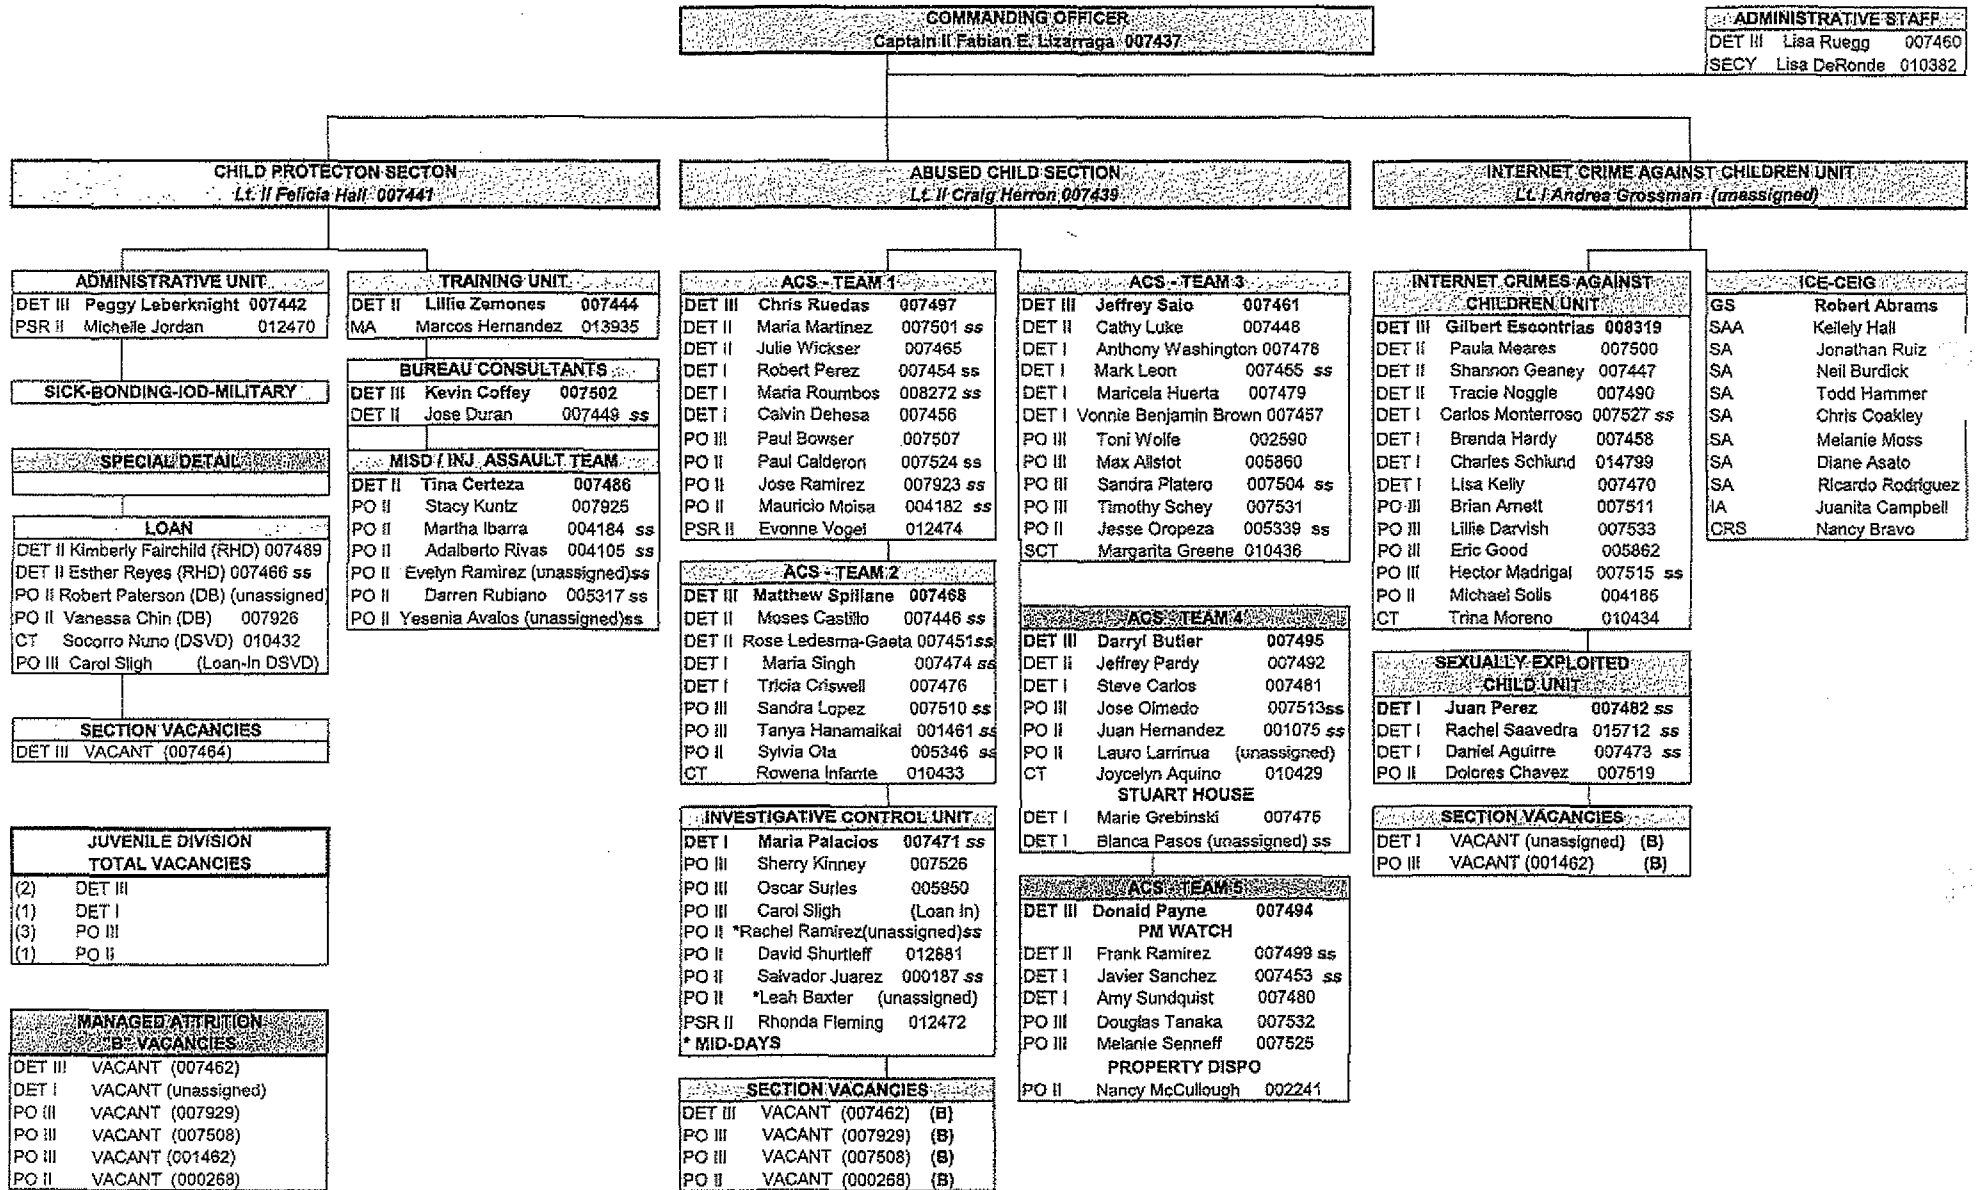 COMMANDING OFFICER
Captain II Fabian E. Lizarraga 007437
ADMINISTRATIVE STAFF
DET III Lisa Ruegg 007460
SECY Lisa DeRonde 010382
CHILD PROTECTON SECTON
Lt. II Felicia Hall 007441
ABUSED CHILD SECTION
Lt. II Craig Herron 007439
INTERNET CRIME AGAINST CHILDREN UNIT
Lt. I Andrea Grossman (unassigned)
ADMINISTRATIVE UNIT
DET III Peggy Leberknight 007442
PSR II Michelle Jordan 012470
SICK-BONDING-IOD-MILITARY
SPECIAL DETAIL
LOAN
DET II Kimberly Fairchild (RHD) 007489
DET II Esther Reyes (RHD) 007466 ss
PO II Robert Paterson (DB) (unassigned)
PO II Vanessa Chin (DB) 007926
CT Socorro Nuno (DSVD) 010432
PO III Carol Sligh (Loan-In DSVD)
SECTION VACANCIES
DET III VACANT (007464)
JUVENILE DIVISION
TOTAL VACANCIES
(2) DET III
(1) DET I
(3) PO III
(1) PO II
MANAGED ATTRITION
"B" VACANCIES
DET III VACANT (007462)
DET I VACANT (unassigned)
PO III VACANT (007929)
PO III VACANT (007508)
PO III VACANT (001462)
PO II VACANT (000268)
TRAINING UNIT
DET II Lillie Zemones 007444
MA Marcos Hernandez 013935
BUREAU CONSULTANTS
DET III Kevin Coffey 007502
DET II Jose Duran 007449 ss
MISD / INJ ASSAULT TEAM
DET II Tina Certeza 007486
PO II Stacy Kuntz 007925
PO II Martha Ibarra 004184 ss
PO II Adalberto Rivas 004105 ss
PO II Evelyn Ramirez (unassigned)ss
PO II Darren Rubiano 005317 ss
PO II Yesenia Avalos (unassigned)ss
ACS - TEAM 1
DET III Chris Ruedas 007497
DET II Maria Martinez 007501 ss
DET II Julie Wickser 007465
DET I Robert Perez 007454 ss
DET I Maria Roumbos 008272 ss
DET I Calvin Dehesa 007456
PO III Paul Bowser 007507
PO II Paul Calderon 007524 ss
PO II Jose Ramirez 007923 ss
PO II Mauricio Moisa 004182 ss
PSR II Evonne Vogel 012474
ACS - TEAM 2
DET III Matthew Spillane 007468
DET II Moses Castillo 007446 ss
DET II Rose Ledesma-Gaeta 007451ss
DET I Maria Singh 007474 ss
DET I Tricia Criswell 007476
PO III Sandra Lopez 007510 ss
PO III Tanya Hanamaikai 001461 ss
PO II Sylvia Ota 005346 ss
CT Rowena Infante 010433
INVESTIGATIVE CONTROL UNIT
DET I Maria Palacios 007471 ss
PO III Sherry Kinney 007526
PO III Oscar Surles 005950
PO III Carol Sligh (Loan In)
PO II *Rachel Ramirez(unassigned)ss
PO II David Shurtleff 012881
PO II Salvador Juarez 000187 ss
PO II *Leah Baxter (unassigned)
PSR II Rhonda Fleming 012472
* MID-DAYS
SECTION VACANCIES
DET III VACANT (007462) (B)
PO III VACANT (007929) (B)
PO III VACANT (007508) (B)
PO II VACANT (000268) (B)
ACS - TEAM 3
DET III Jeffrey Saio 007461
DET II Cathy Luke 007448
DET I Anthony Washington 007478
DET I Mark Leon 007455 ss
DET I Maricela Huerta 007479
DET I Vonnie Benjamin Brown 007457
PO III Toni Wolfe 002590
PO III Max Allstot 005860
PO III Sandra Platero 007504 ss
PO III Timothy Schey 007531
PO II Jesse Oropeza 005339 ss
SCT Margarita Greene 010436
ACS - TEAM 4
DET III Darryl Butler 007495
DET II Jeffrey Pardy 007492
DET I Steve Carlos 007481
PO III Jose Olmedo 007513ss
PO II Juan Hernandez 001075 ss
PO II Lauro Larrinua (unassigned)
CT Joycelyn Aquino 010429
STUART HOUSE
DET I Marie Grebinski 007475
DET I Blanca Pasos (unassigned) ss
ACS - TEAM 5
DET III Donald Payne 007494
PM WATCH
DET II Frank Ramirez 007499 ss
DET I Javier Sanchez 007453 ss
DET I Amy Sundquist 007480
PO III Douglas Tanaka 007532
PO III Melanie Senneff 007525
PROPERTY DISPO
PO II Nancy McCullough 002241
INTERNET CRIMES AGAINST
CHILDREN UNIT
DET III Gilbert Escontrias 008319
DET II Paula Meares 007500
DET II Shannon Geaney 007447
DET II Tracie Noggle 007490
DET I Carlos Monterroso 007527 ss
DET I Brenda Hardy 007458
DET I Charles Schlund 014799
DET I Lisa Kelly 007470
PO III Brian Arnett 007511
PO III Lillie Darvish 007533
PO III Eric Good 005862
PO III Hector Madrigal 007515 ss
PO II Michael Solis 004185
CT Trina Moreno 010434
SEXUALLY EXPLOITED
CHILD UNIT
DET I Juan Perez 007482 ss
DET I Rachel Saavedra 015712 ss
DET I Daniel Aguirre 007473 ss
PO II Dolores Chavez 007519
SECTION VACANCIES
DET I VACANT (unassigned) (B)
PO III VACANT (001462) (B)
ICE-CEIG
GS Robert Abrams
SAA Kellely Hall
SA Jonathan Ruiz
SA Neil Burdick
SA Todd Hammer
SA Chris Coakley
SA Melanie Moss
SA Diane Asato
SA Ricardo Rodriguez
IA Juanita Campbell
CRS Nancy Bravo